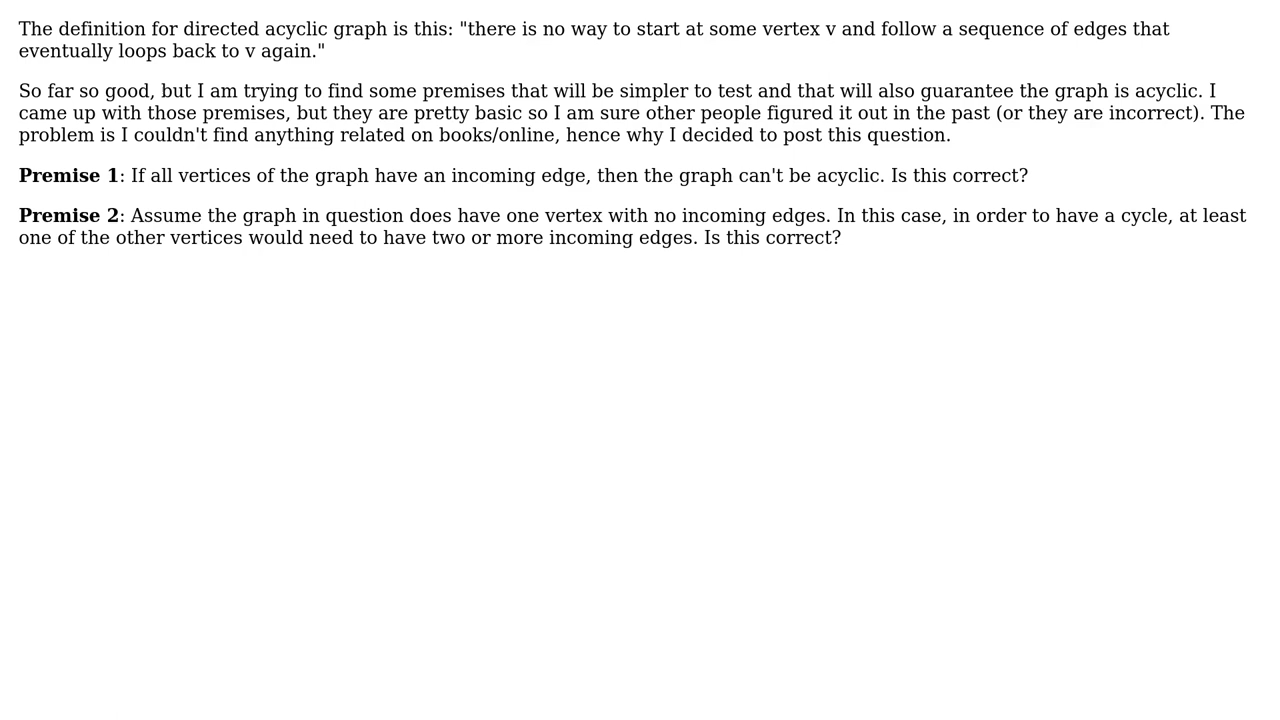 The definition for directed acyclic graph is this: "there is no way to start at some vertex v and follow a sequence of edges that
eventually loops back to v again."
So far so good, but I am trying to find some premises that will be simpler to test and that will also guarantee the graph is acyclic. I
came up with those premises, but they are pretty basic so I am sure other people figured it out in the past (or they are incorrect). The
problem is I couldn't find anything related on books/online, hence why I decided to post this question.
Premise 1: If all vertices of the graph have an incoming edge, then the graph can't be acyclic. Is this correct?
Premise 2: Assume the graph in question does have one vertex with no incoming edges. In this case, in order to have a cycle, at least
one of the other vertices would need to have two or more incoming edges. Is this correct?